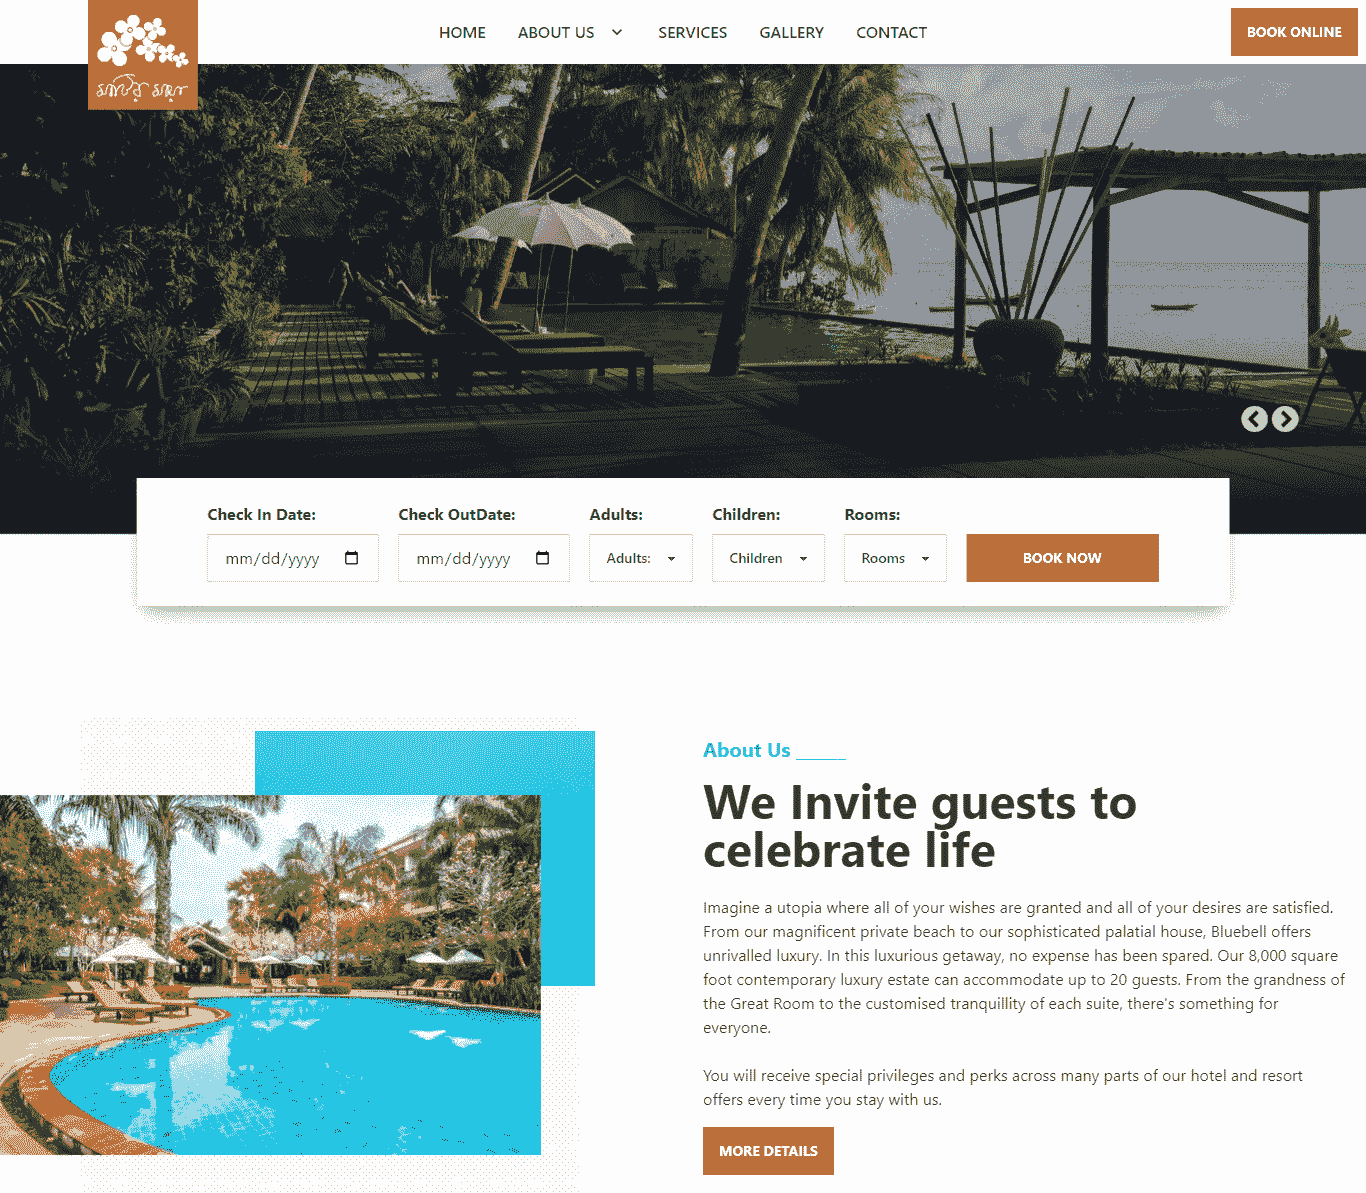 HOME ABOUT US SERVICES GALLERY CONTACT
BOOK ONLINE
Check In Date: Check OutDate: Adults: Children: Rooms:
mm/dd/yyyy mm/dd/yyyy Adults: Children Rooms BOOK NOW
About Us _____
We Invite guests to
celebrate life
Imagine a utopia where all of your wishes are granted and all of your desires are satisfied.
From our magnificent private beach to our sophisticated palatial house, Bluebell offers
unrivalled luxury. In this luxurious getaway, no expense has been spared. Our 8,000 square
foot contemporary luxury estate can accommodate up to 20 guests. From the grandness of
the Great Room to the customised tranquillity of each suite, there's something for
everyone.
You will receive special privileges and perks across many parts of our hotel and resort
offers every time you stay with us.
MORE DETAILS